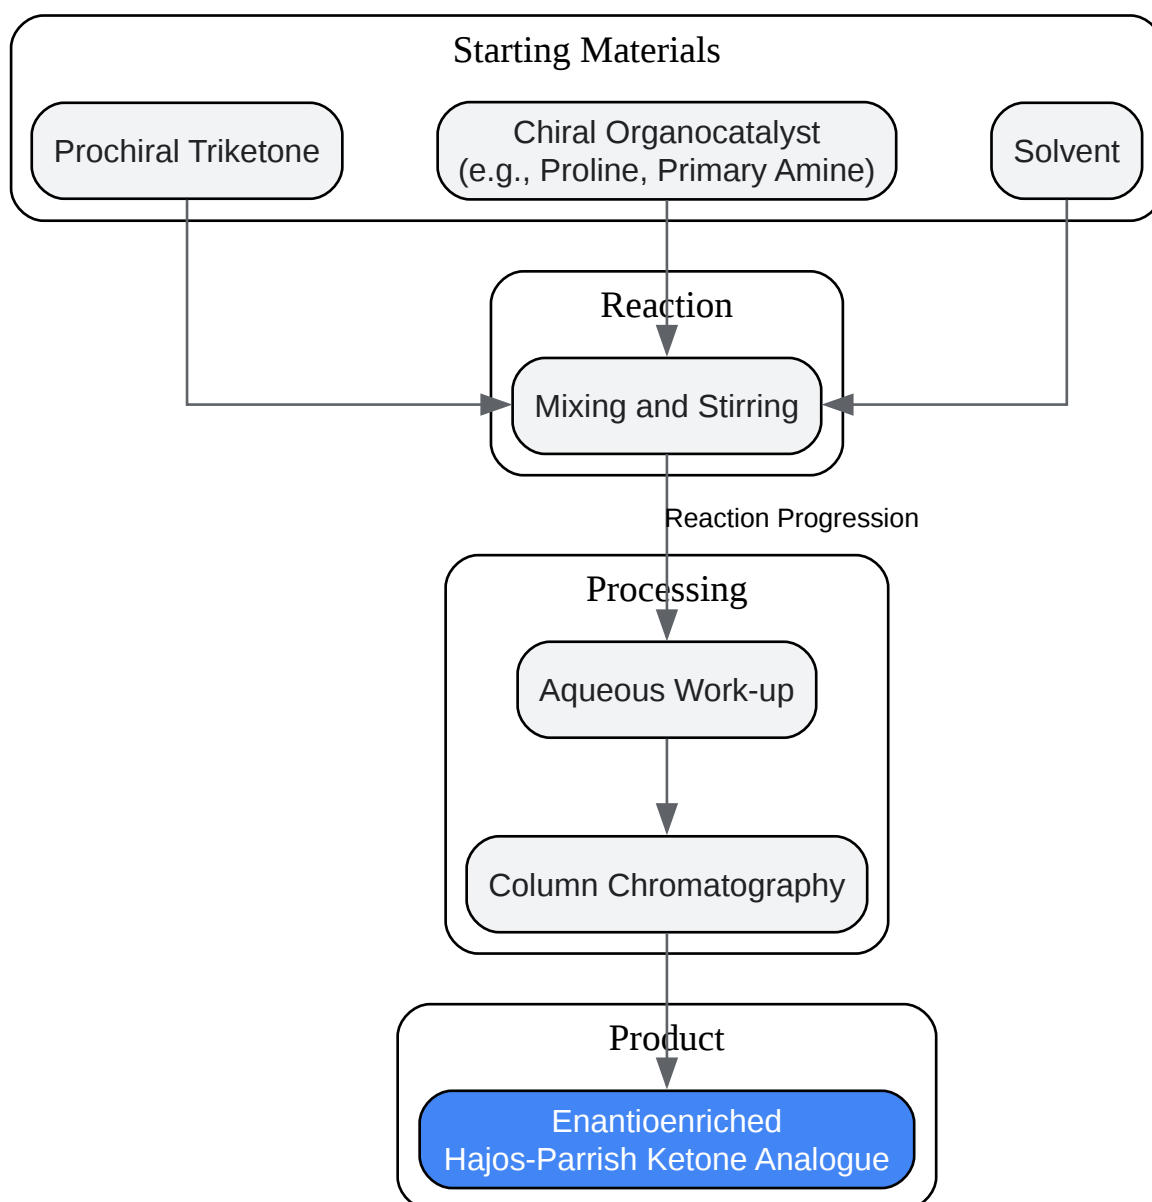 Starting Materials
Prochiral Triketone
Chiral Organocatalyst
(e.g., Proline, Primary Amine)
Solvent
Reaction
Mixing and Stirring
Reaction Progression
Processing
Aqueous Work-up
Column Chromatography
Product
Enantioenriched
Hajos-Parrish Ketone Analogue